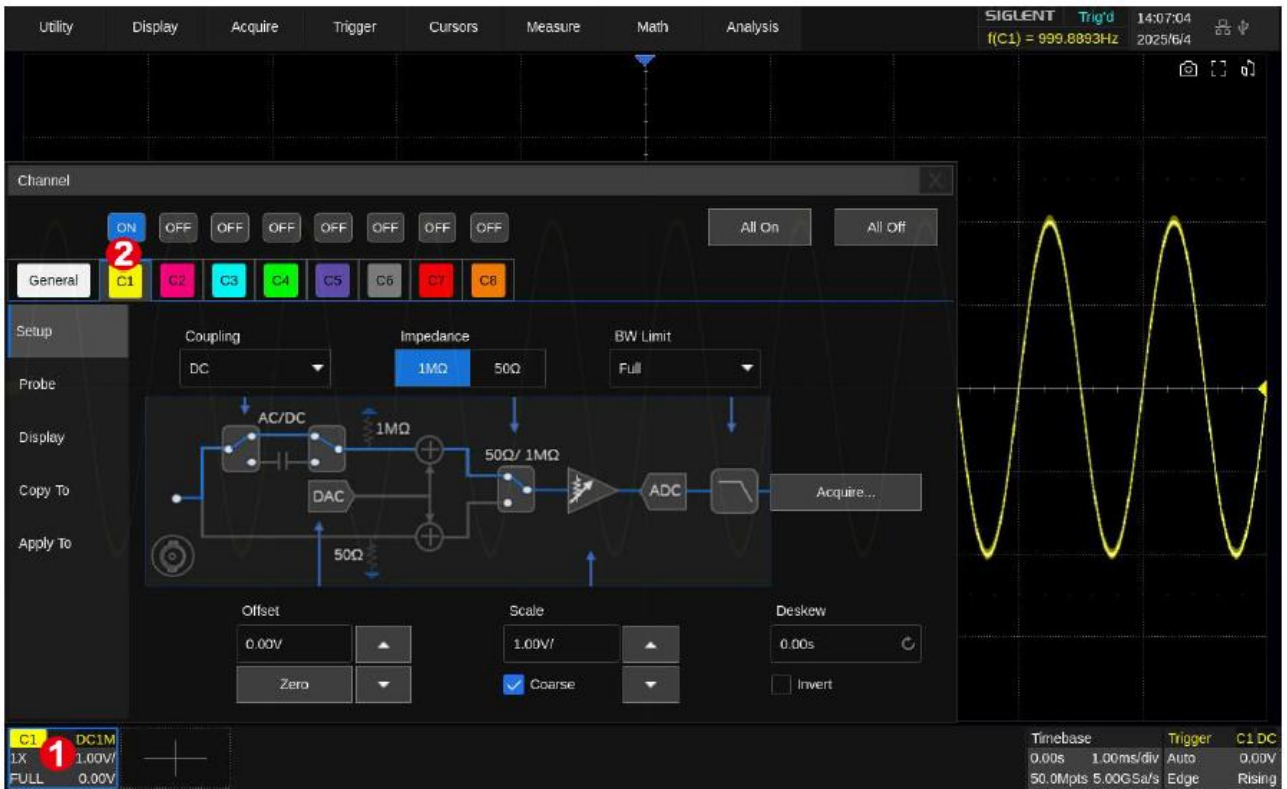 Utility Display Acquire Trigger Cursors Measure Math Analysis
SIGLENT Trig'd 14:07:04
f(C1) = 999.8893Hz 2025/6/4
Channel X
ON OFF OFF OFF OFF OFF OFF OFF All On All Off
2
General C1 C2 C3 C4 C5 C6 C7 C8
Setup
Probe
Display
Copy To
Apply To
Coupling Impedance BW Limit
DC 1MΩ 50Ω Full
AC/DC 1MΩ
50Ω/ 1MΩ
DAC ADC Acquire...
50Ω
Offset Scale Deskew
0.00V 1.00V/ 0.00s
Zero Coarse Invert
C1 DC1M
1X 1 1.00V/
FULL 0.00V
Timebase Trigger C1 DC
0.00s 1.00ms/div Auto 0.00V
50.0Mpts 5.00GSa/s Edge Rising